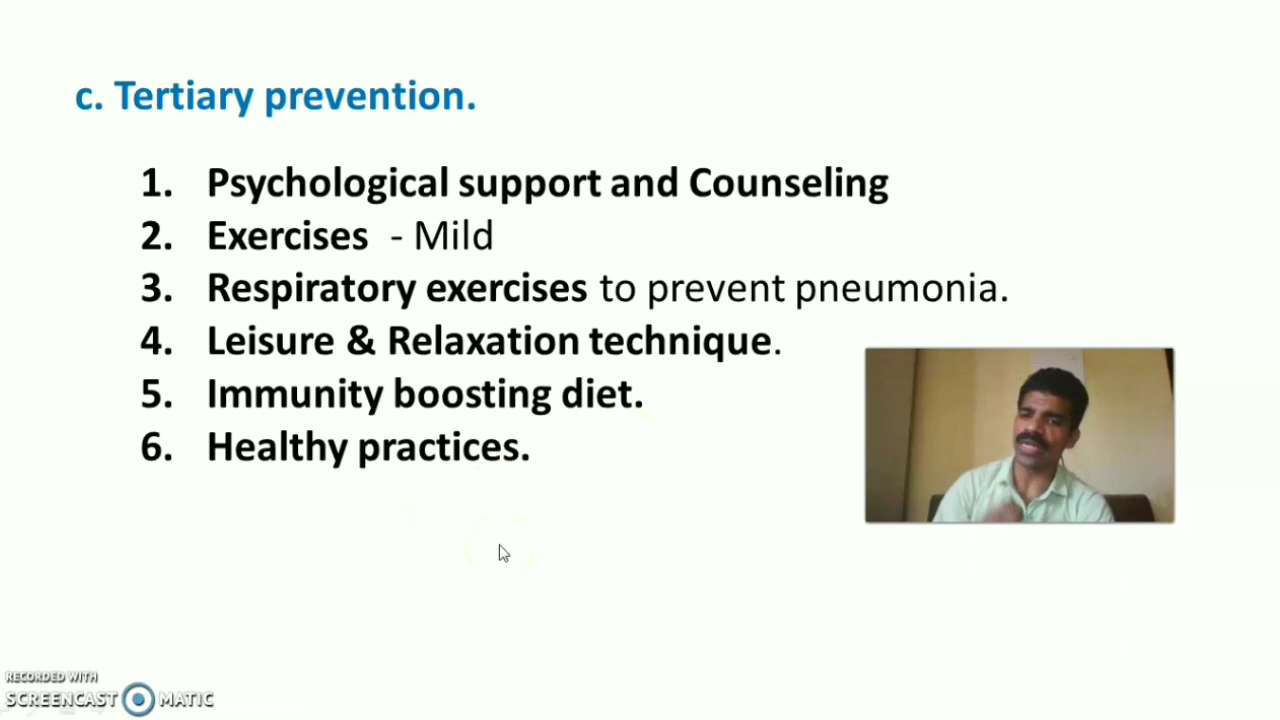 c. Tertiary prevention.
1. Psychological support and Counseling
2. Exercises - Mild
3. Respiratory exercises to prevent pneumonia.
4. Leisure & Relaxation technique.
5. Immunity boosting diet.
6. Healthy practices.
RECORDED WITH
SCREENCAST MATIC